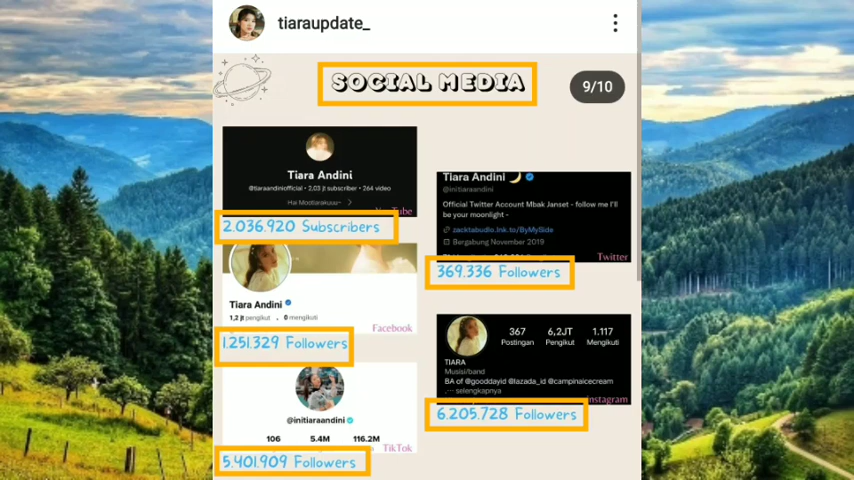 tiaraupdate_
SOCIAL MEDIA
9/10
Tiara Andini
@tiaraandiniofficial • 2,03 jt subscriber • 264 video
Hai Mootiarakuuu~ >
YouTube
2.036.920 Subscribers
Tiara Andini
1,2 jt pengikut . 0 mengikuti
Facebook
1.251.329 Followers
@initiaraandini
106 5.4M 116.2M
TikTok
5.401.909 Followers
Tiara Andini 🌙
@initiaraandini
Official Twitter Account Mbak Janset - follow me I'll
be your moonlight -
zacktabudlo.lnk.to/ByMySide
Bergabung November 2019
Twitter
369.336 Followers
367 6,2JT 1.117
Postingan Pengikut Mengikuti
TIARA
Musisi/band
BA of @gooddayid @lazada_id @campinaicecream
... selengkapnya
Instagram
6.205.728 Followers